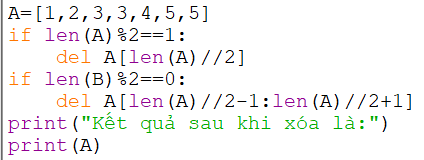 A=[1,2,3,3,4,5,5]
if len(A)%2==1:
    del A[len(A)//2]
if len(B)%2==0:
    del A[len(A)//2-1:len(A)//2+1]
print("Kết quả sau khi xóa là:")
print(A)